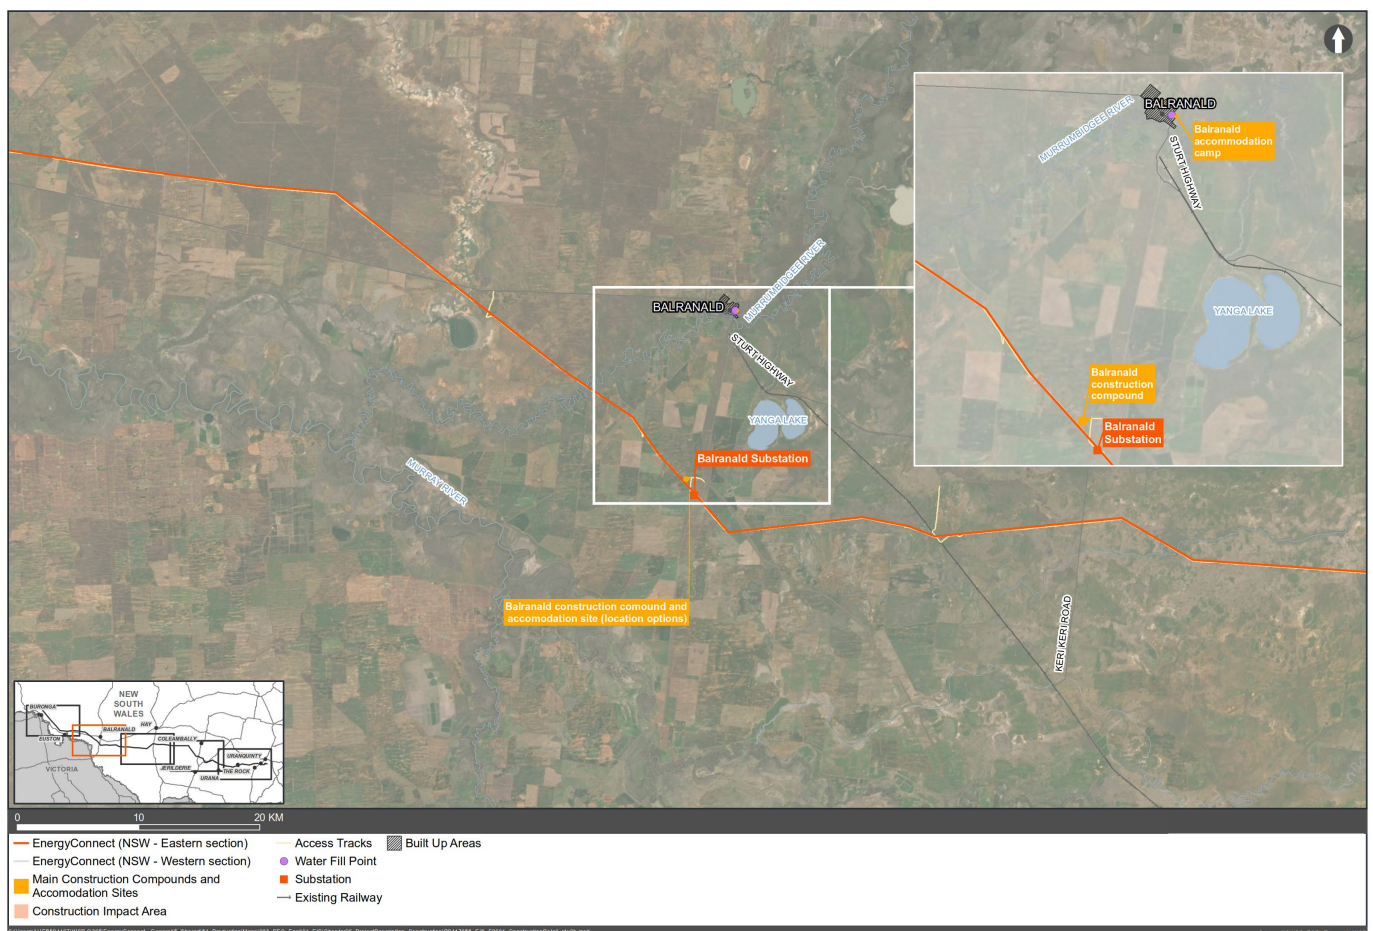 BALRANALD
MURRUMBIDGEE RIVER
Balranald
accommodation
camp
STURT HIGHWAY
YANGA LAKE
Balranald
construction
compound
Balranald
Substation
MURRUMBIDGEE RIVER
BALRANALD
STURT HIGHWAY
YANGA LAKE
Balranald Substation
MURRAY RIVER
Balranald construction comound and
accomodation site (location options)
KERI KERI ROAD
NEW
SOUTH
WALES
BURONGA
HAY
BALRANALD
EUSTON
COLEAMBALLY
URANQUINTY
VICTORIA
JERILDERIE
THE ROCK
URANA
0 10 20 KM
EnergyConnect (NSW - Eastern section)
EnergyConnect (NSW - Western section)
Main Construction Compounds and
Accomodation Sites
Construction Impact Area
Access Tracks
Water Fill Point
Substation
Existing Railway
Built Up Areas